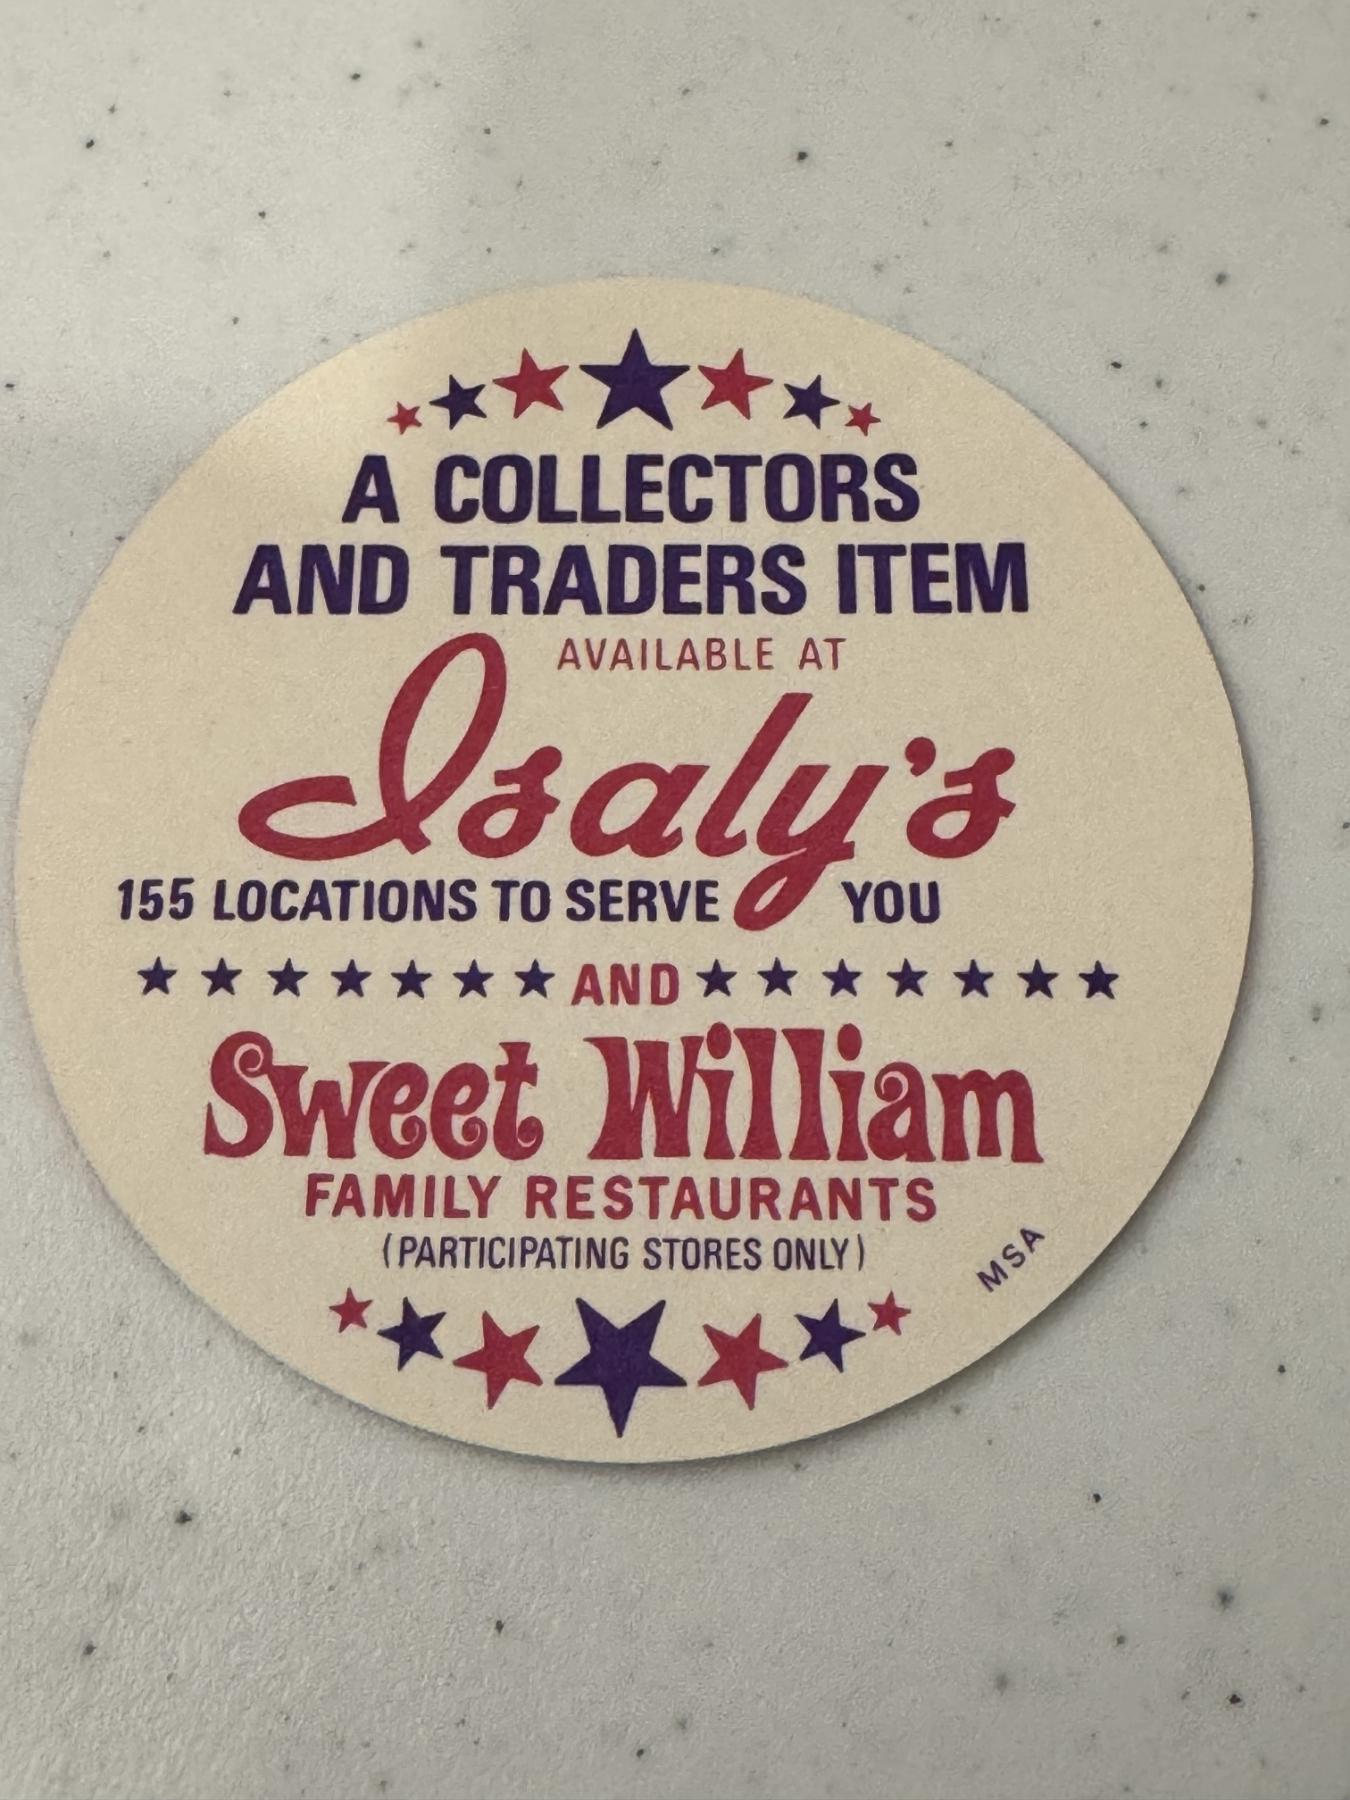 A COLLECTORS
AND TRADERS ITEM
AVAILABLE AT
Isaly's
155 LOCATIONS TO SERVE YOU
AND
Sweet William
FAMILY RESTAURANTS
(PARTICIPATING STORES ONLY)
MSA